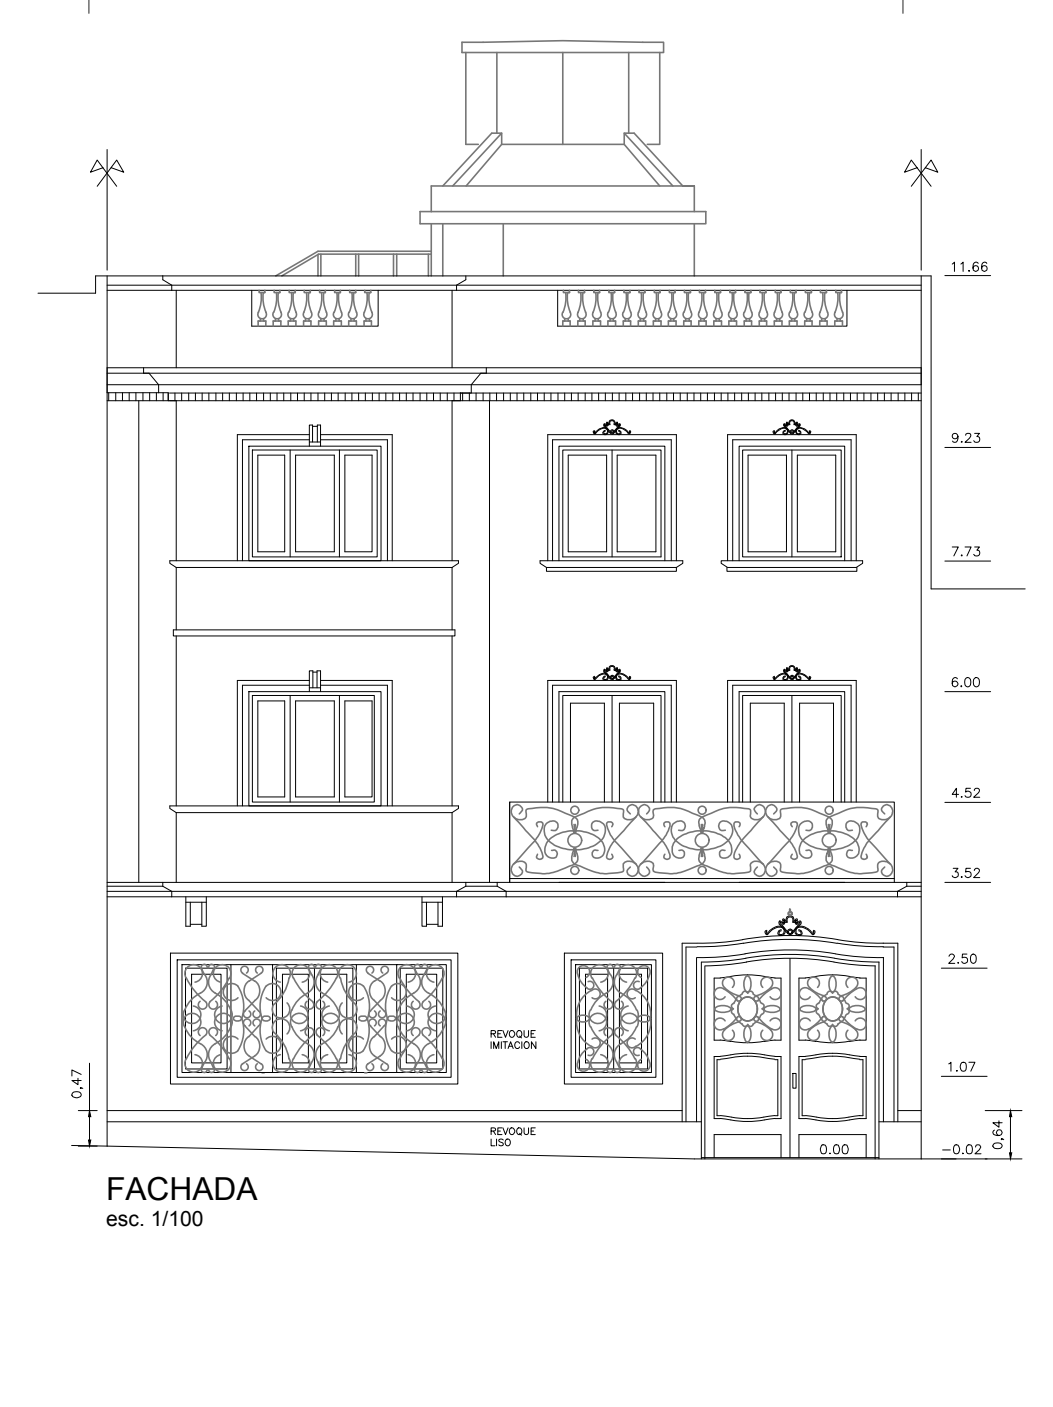 11.66
9.23
7.73
6.00
4.52
3.52
2.50
REVOQUE
IMITACION
1.07
0,47
REVOQUE
LISO
0.00
-0.02
0,64
FACHADA
esc. 1/100